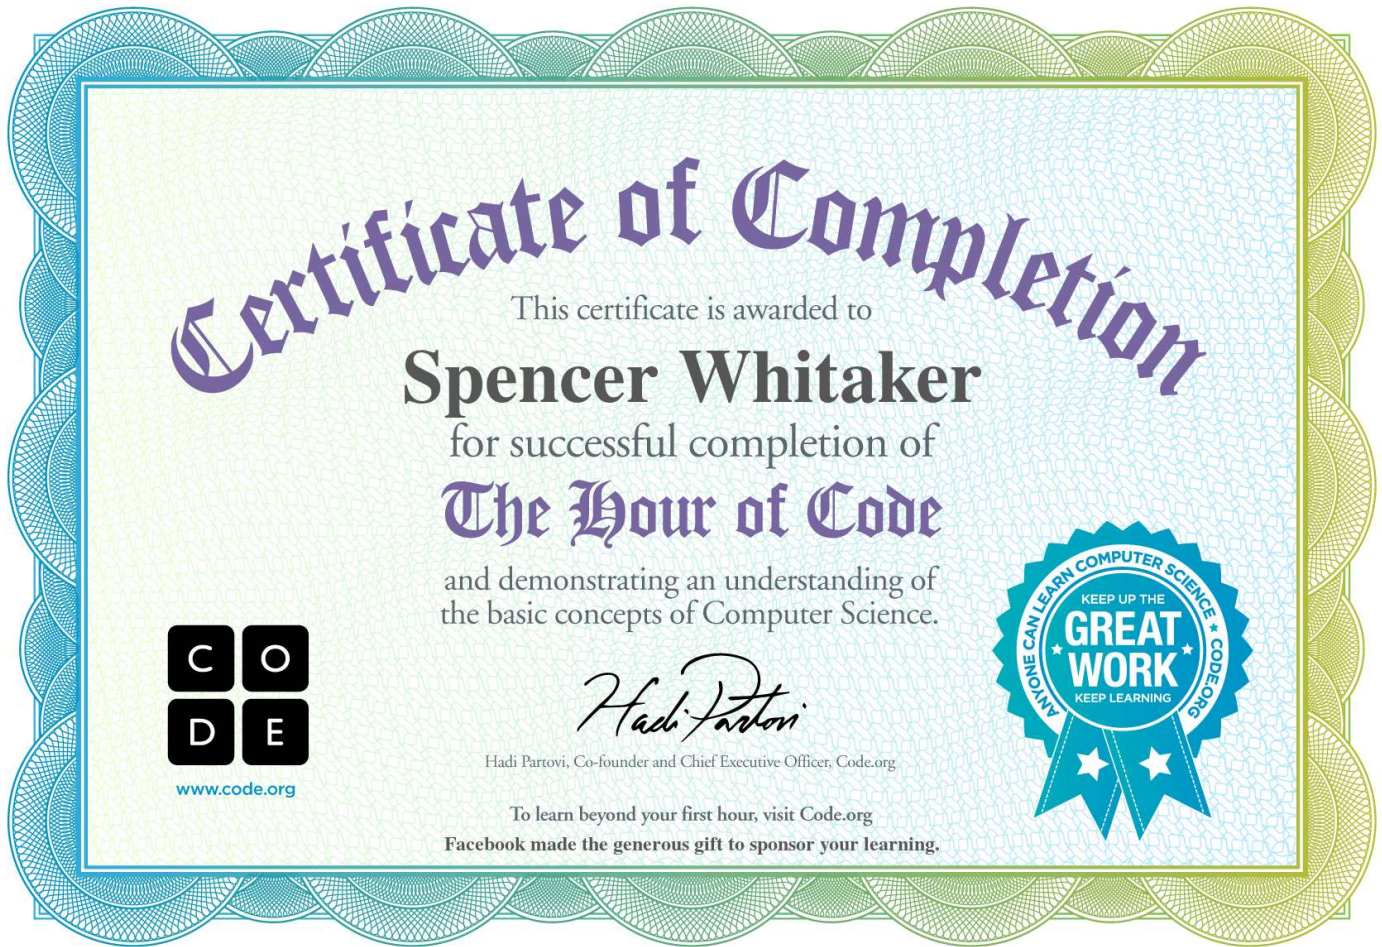 Certificate of Completion
This certificate is awarded to
Spencer Whitaker
for successful completion of
The Hour of Code
and demonstrating an understanding of
the basic concepts of Computer Science.
C O
D E
www.code.org
Hadi Partovi
Hadi Partovi, Co-founder and Chief Executive Officer, Code.org
To learn beyond your first hour, visit Code.org
Facebook made the generous gift to sponsor your learning.
ANYONE CAN LEARN COMPUTER SCIENCE ★ CODE.ORG
KEEP UP THE
GREAT
WORK
KEEP LEARNING